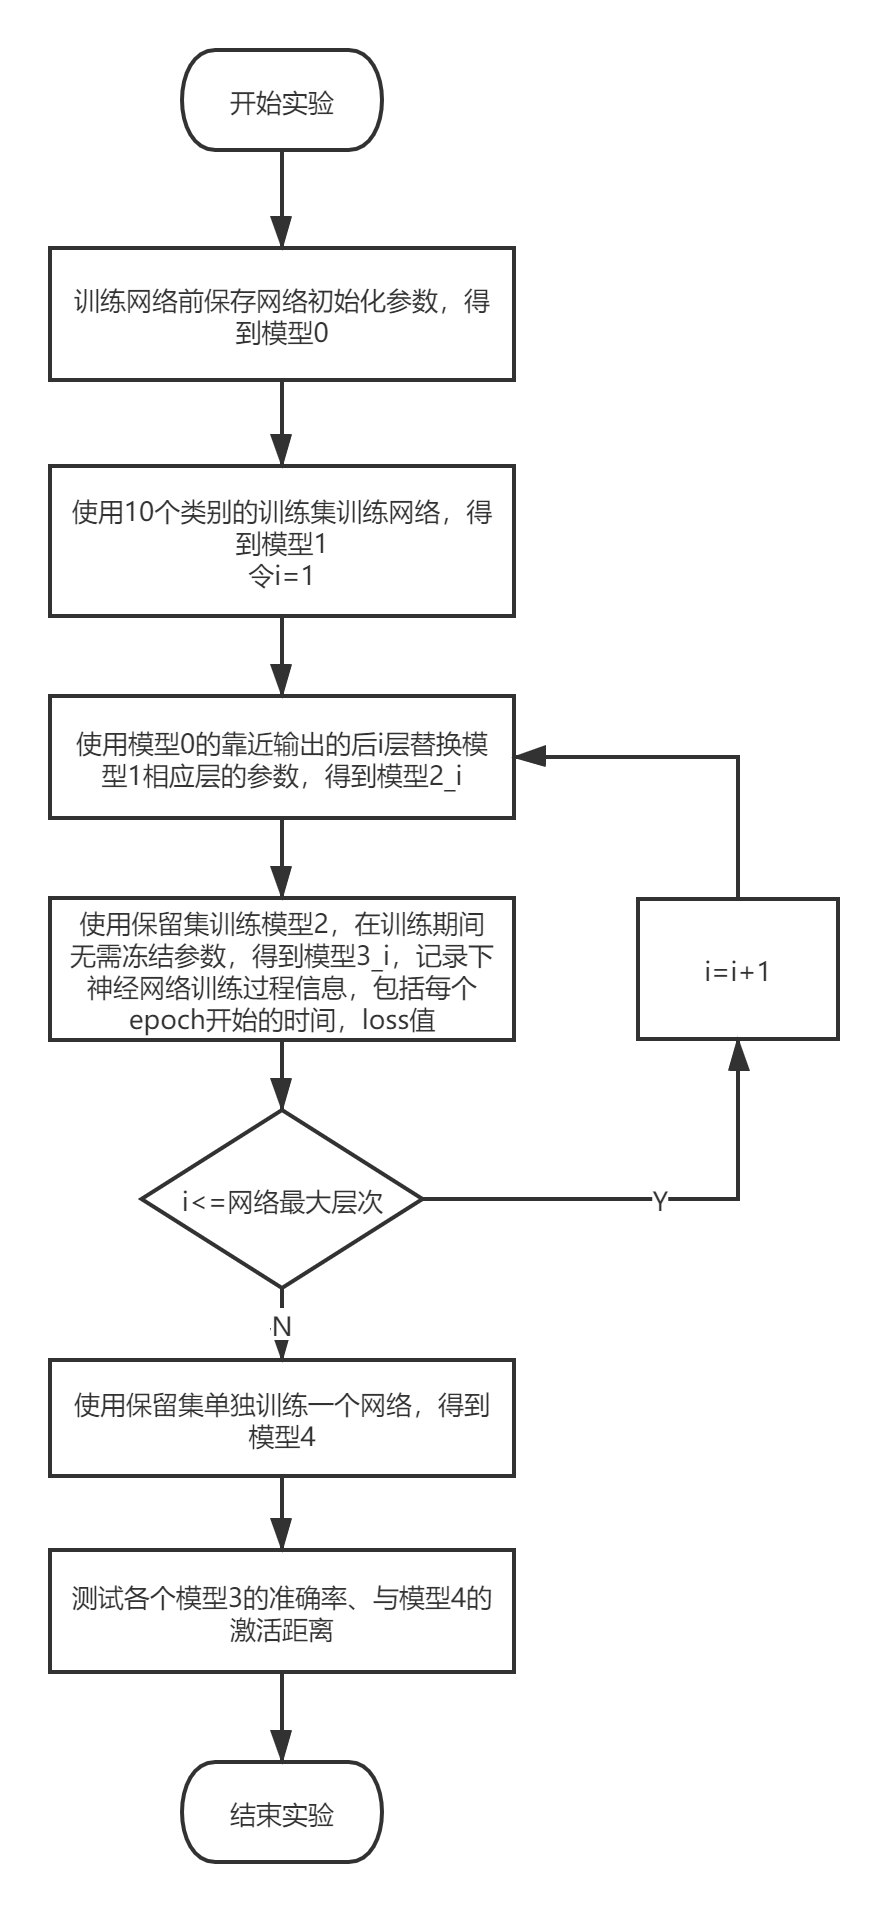 开始实验
训练网络前保存网络初始化参数，得
到模型0
使用10个类别的训练集训练网络，得
到模型1
令i=1
使用模型0的靠近输出的后i层替换模
型1相应层的参数，得到模型2_i
使用保留集训练模型2，在训练期间
无需冻结参数，得到模型3_i，记录下
神经网络训练过程信息，包括每个
epoch开始的时间，loss值
i=i+1
i<=网络最大层次
Y
N
使用保留集单独训练一个网络，得到
模型4
测试各个模型3的准确率、与模型4的
激活距离
结束实验